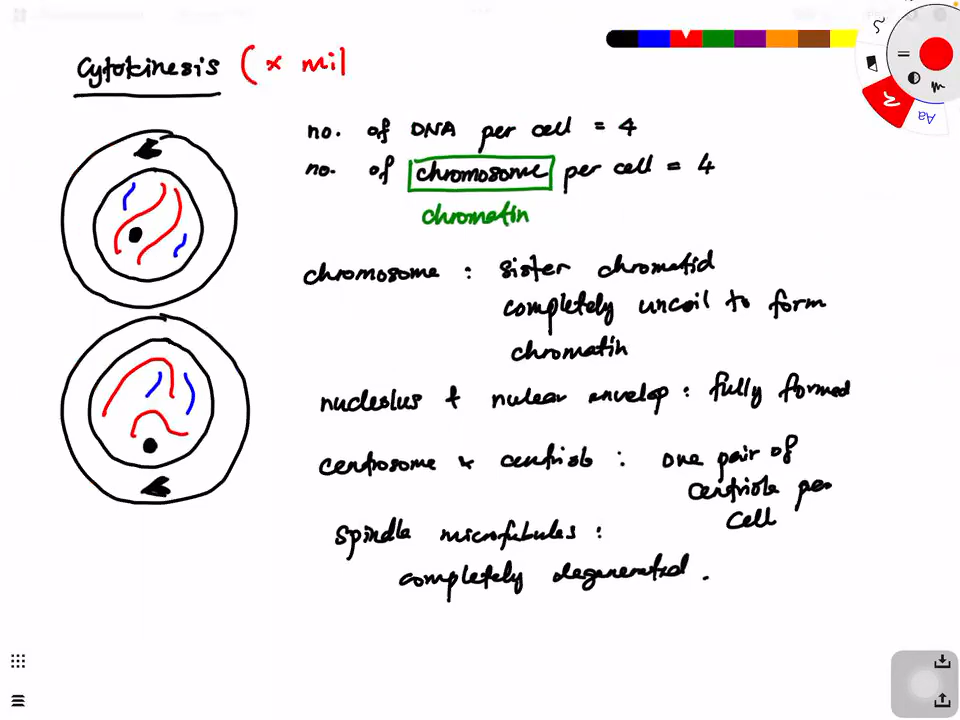 Cytokinesis (x mi
no. of DNA per cell = 4
no. of chromosome per cell = 4
chromatin
chromosome : sister chromatid
completely uncoil to form
chromatin
nucleolus + nulear envelop : fully formed
centrosome & centriole : one pair of
centriole per
cell
spindle microtubules :
completely degenerated .
Aa